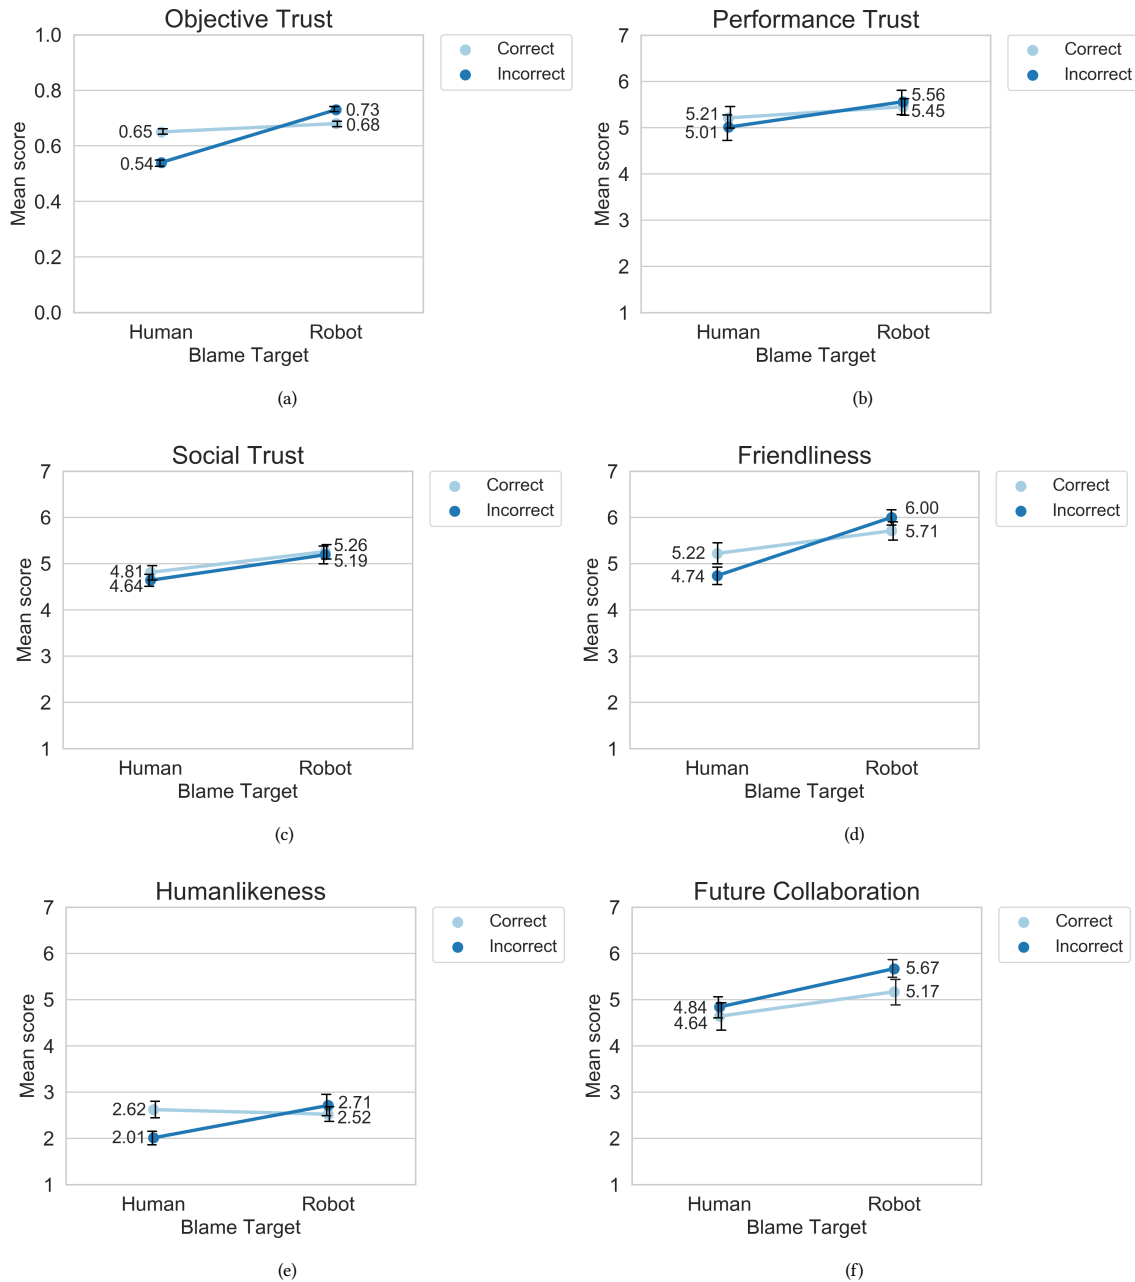 Objective Trust
1.0
0.8
0.6
0.4
0.2
0.0
Mean score
0.65
0.54
0.73
0.68
Human
Robot
Blame Target
Correct
Incorrect
(a)
Performance Trust
7
6
5
4
3
2
1
Mean score
5.21
5.01
5.56
5.45
Human
Robot
Blame Target
Correct
Incorrect
(b)
Social Trust
7
6
5
4
3
2
1
Mean score
4.81
4.64
5.26
5.19
Human
Robot
Blame Target
Correct
Incorrect
(c)
Friendliness
7
6
5
4
3
2
1
Mean score
5.22
4.74
6.00
5.71
Human
Robot
Blame Target
Correct
Incorrect
(d)
Humanlikeness
7
6
5
4
3
2
1
Mean score
2.62
2.01
2.71
2.52
Human
Robot
Blame Target
Correct
Incorrect
(e)
Future Collaboration
7
6
5
4
3
2
1
Mean score
4.84
4.64
5.67
5.17
Human
Robot
Blame Target
Correct
Incorrect
(f)